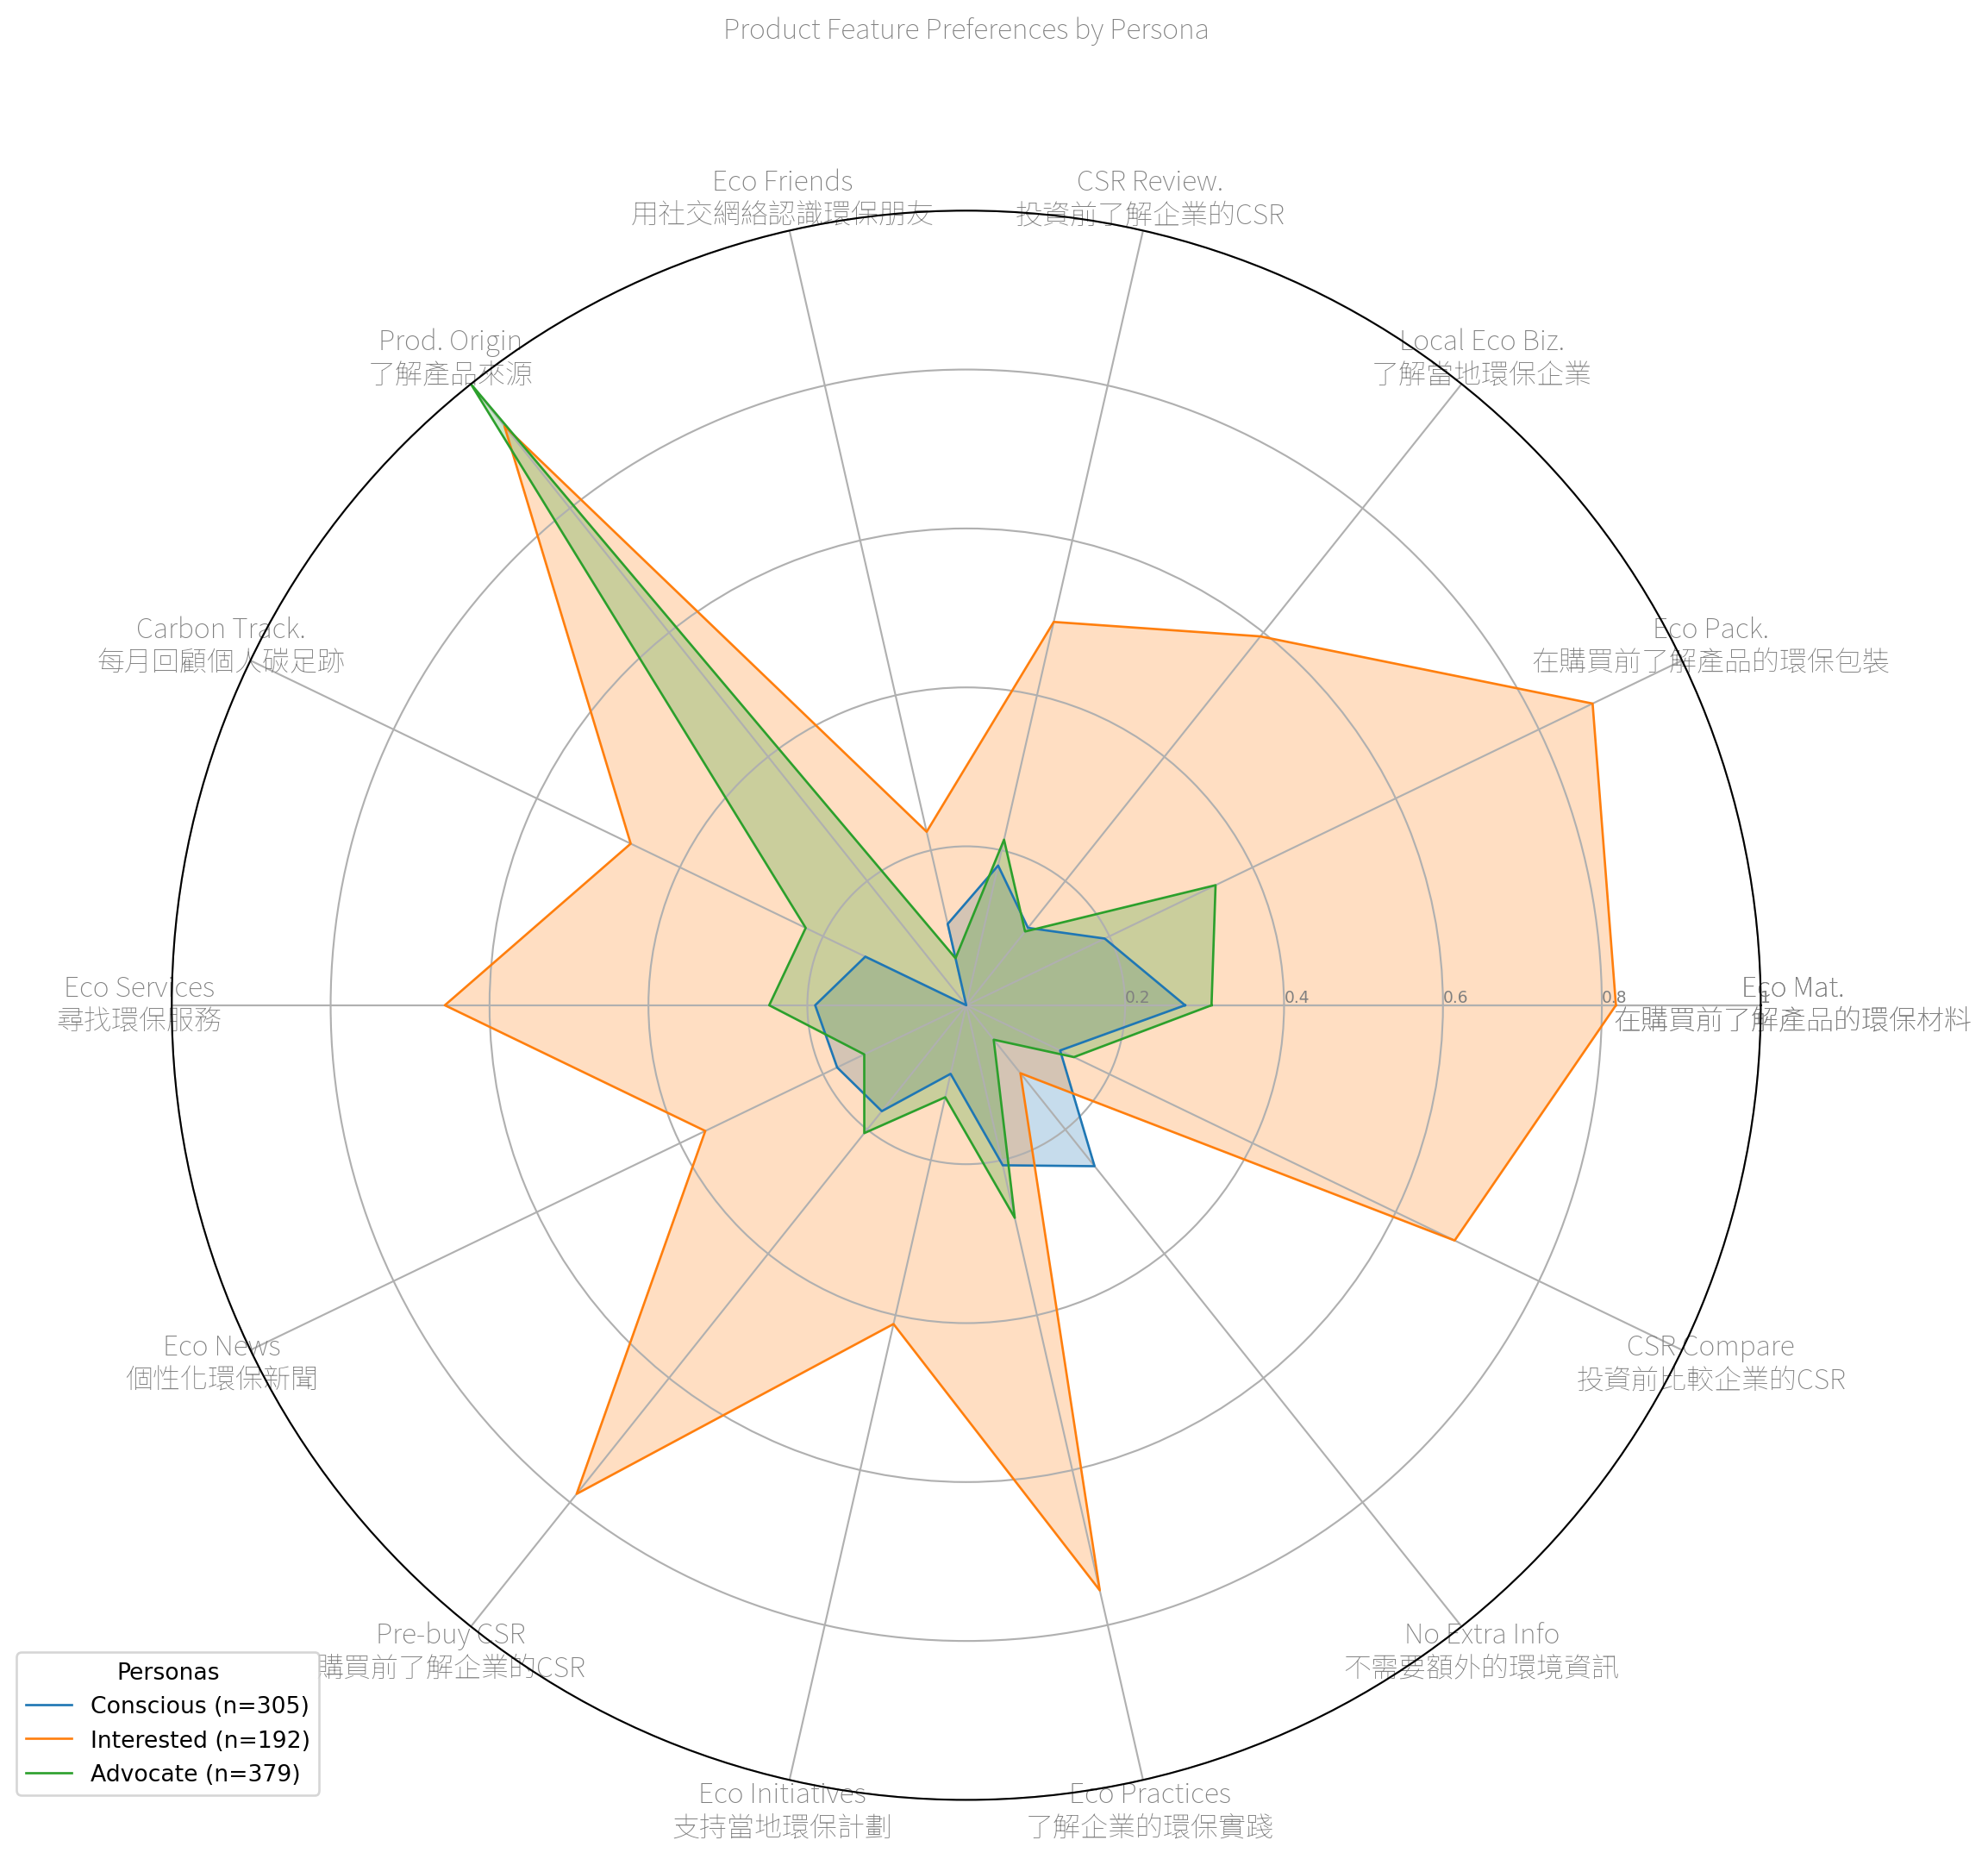 Product Feature Preferences by Persona
Eco Friends
用社交網絡認識環保朋友
CSR Review.
投資前了解企業的CSR
Prod. Origin
了解產品來源
Local Eco Biz.
了解當地環保企業
Carbon Track.
每月回顧個人碳足跡
Eco Pack.
在購買前了解產品的環保包裝
Eco Services
尋找環保服務
0.2
0.4
0.6
0.8
1
Eco Mat.
在購買前了解產品的環保材料
Eco News
個性化環保新聞
CSR Compare
投資前比較企業的CSR
Pre-buy CSR
購買前了解企業的CSR
No Extra Info
不需要額外的環境資訊
Eco Initiatives
支持當地環保計劃
Eco Practices
了解企業的環保實踐
Personas
Conscious (n=305)
Interested (n=192)
Advocate (n=379)